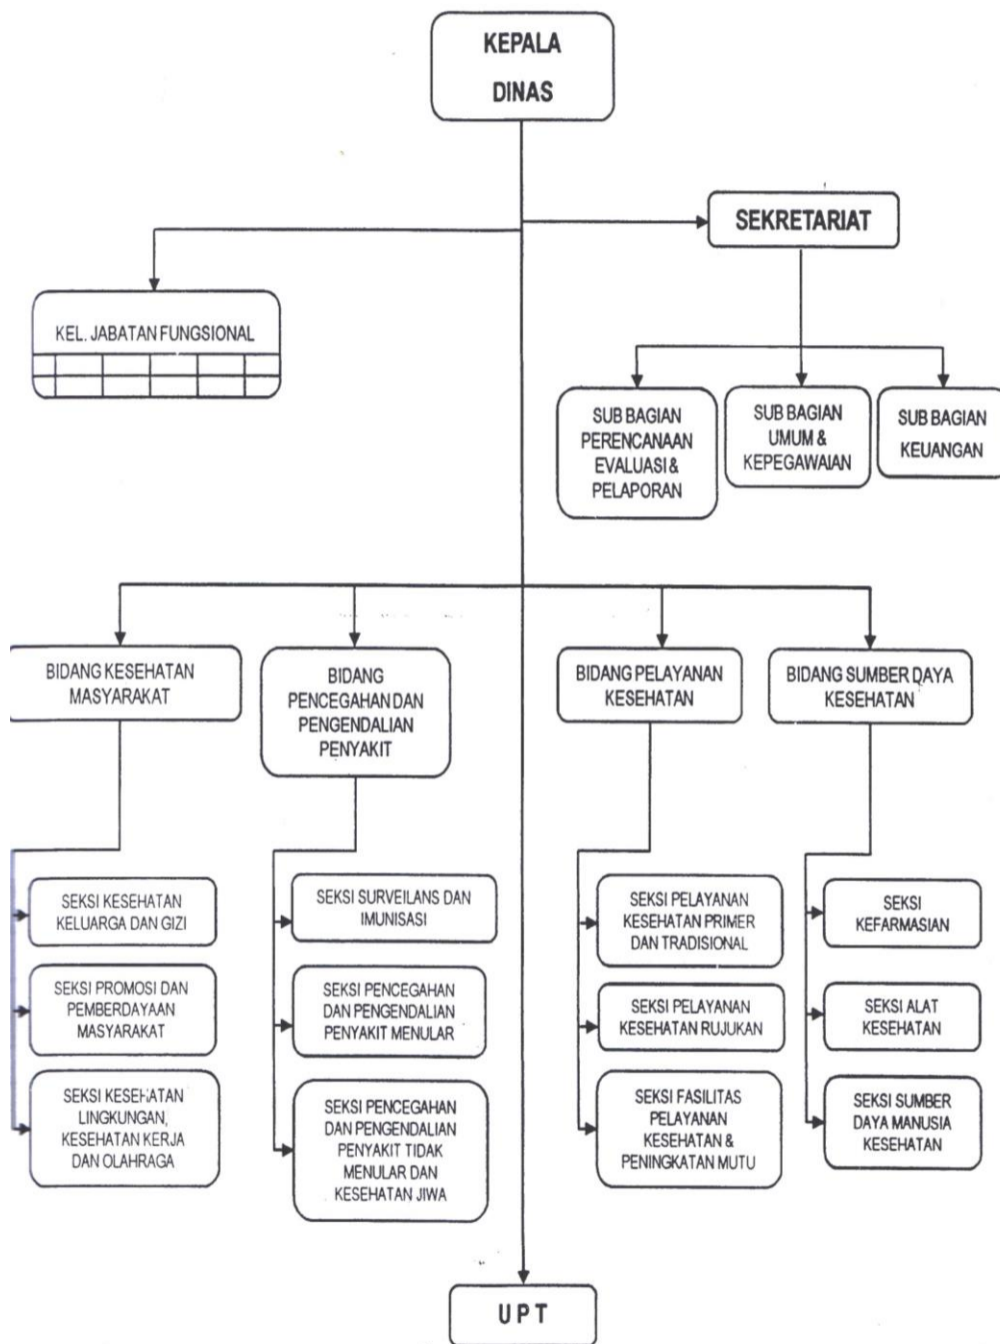 KEPALA
DINAS
SEKRETARIAT
KEL. JABATAN FUNGSIONAL
SUB BAGIAN
PERENCANAAN
EVALUASI &
PELAPORAN
SUB BAGIAN
UMUM &
KEPEGAWAIAN
SUB BAGIAN
KEUANGAN
BIDANG KESEHATAN
MASYARAKAT
BIDANG
PENCEGAHAN DAN
PENGENDALIAN
PENYAKIT
BIDANG PELAYANAN
KESEHATAN
BIDANG SUMBER DAYA
KESEHATAN
SEKSI KESEHATAN
KELUARGA DAN GIZI
SEKSI PROMOSI DAN
PEMBERDAYAAN
MASYARAKAT
SEKSI KESEHATAN
LINGKUNGAN,
KESEHATAN KERJA
DAN OLAHRAGA
SEKSI SURVEILANS DAN
IMUNISASI
SEKSI PENCEGAHAN
DAN PENGENDALIAN
PENYAKIT MENULAR
SEKSI PENCEGAHAN
DAN PENGENDALIAN
PENYAKIT TIDAK
MENULAR DAN
KESEHATAN JIWA
SEKSI PELAYANAN
KESEHATAN PRIMER
DAN TRADISIONAL
SEKSI PELAYANAN
KESEHATAN RUJUKAN
SEKSI FASILITAS
PELAYANAN
KESEHATAN &
PENINGKATAN MUTU
SEKSI
KEFARMASIAN
SEKSI ALAT
KESEHATAN
SEKSI SUMBER
DAYA MANUSIA
KESEHATAN
UPT